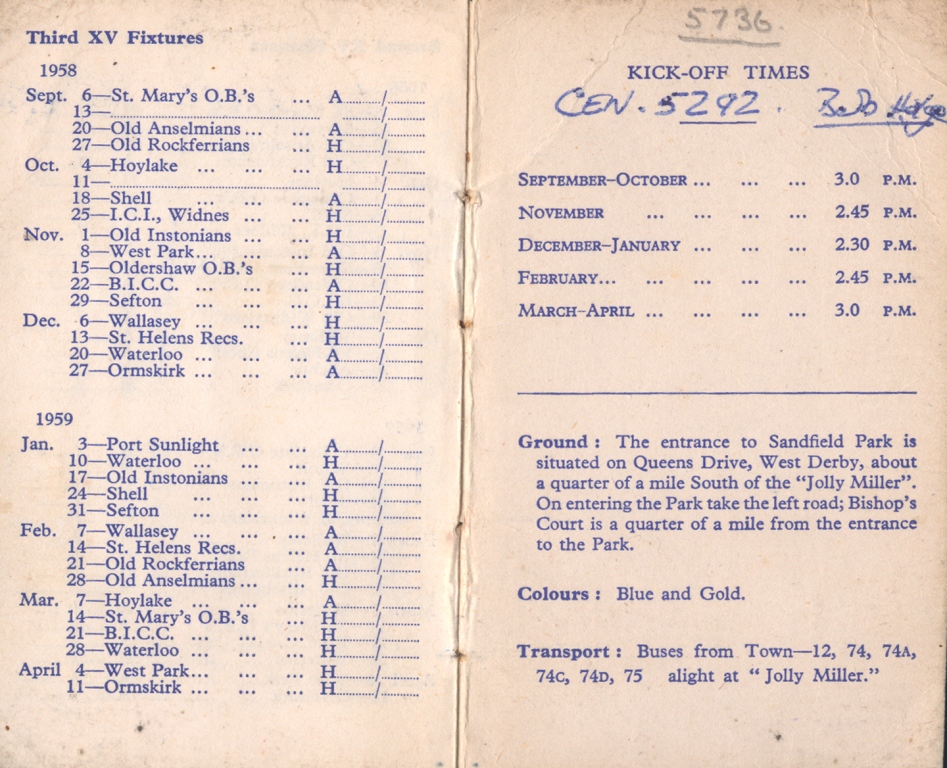 Third XV Fixtures
1958
Sept. 6—St. Mary's O.B.'s ... A......../........
13—........................................ ......../........
20—Old Anselmians ... ... A......../........
27—Old Rockferrians ... H......../........
Oct. 4—Hoylake ... ... ... H......../........
11—........................................ ......../........
18—Shell ... ... ... A......../........
25—I.C.I., Widnes ... ... H......../........
Nov. 1—Old Instonians ... ... H......../........
8—West Park... ... ... A......../........
15—Oldershaw O.B.'s ... H......../........
22—B.I.C.C. ... ... ... A......../........
29—Sefton ... ... ... H......../........
Dec. 6—Wallasey ... ... ... H......../........
13—St. Helens Recs. ... H......../........
20—Waterloo ... ... ... A......../........
27—Ormskirk ... ... ... A......../........
1959
Jan. 3—Port Sunlight ... ... A......../........
10—Waterloo ... ... ... H......../........
17—Old Instonians ... ... A......../........
24—Shell ... ... ... H......../........
31—Sefton ... ... ... H......../........
Feb. 7—Wallasey ... ... ... A......../........
14—St. Helens Recs. ... A......../........
21—Old Rockferrians ... A......../........
28—Old Anselmians ... ... H......../........
Mar. 7—Hoylake ... ... ... A......../........
14—St. Mary's O.B.'s ... H......../........
21—B.I.C.C. ... ... ... H......../........
28—Waterloo ... ... ... H......../........
April 4—West Park... ... ... H......../........
11—Ormskirk ... ... ... H......../........
5736
KICK-OFF TIMES
CEN. 5292.
SEPTEMBER–OCTOBER ... ... ... 3.0 P.M.
NOVEMBER ... ... ... 2.45 P.M.
DECEMBER–JANUARY ... ... ... 2.30 P.M.
FEBRUARY... ... ... ... 2.45 P.M.
MARCH–APRIL ... ... ... ... 3.0 P.M.
Ground : The entrance to Sandfield Park is
situated on Queens Drive, West Derby, about
a quarter of a mile South of the "Jolly Miller".
On entering the Park take the left road; Bishop's
Court is a quarter of a mile from the entrance
to the Park.
Colours : Blue and Gold.
Transport : Buses from Town—12, 74, 74A,
74C, 74D, 75 alight at " Jolly Miller."